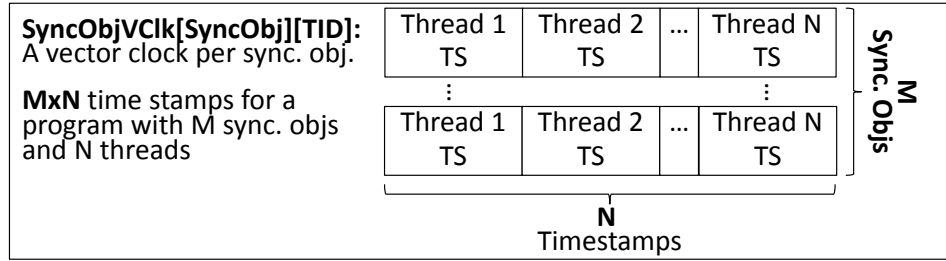 SyncObjVClk[SyncObj][TID]:
A vector clock per sync. obj.
MxN time stamps for a
program with M sync. objs
and N threads
Thread 1 Thread 2 ... Thread N
TS TS TS
⋮ ⋮
Thread 1 Thread 2 ... Thread N
TS TS TS
N
Timestamps
M
Sync. Objs